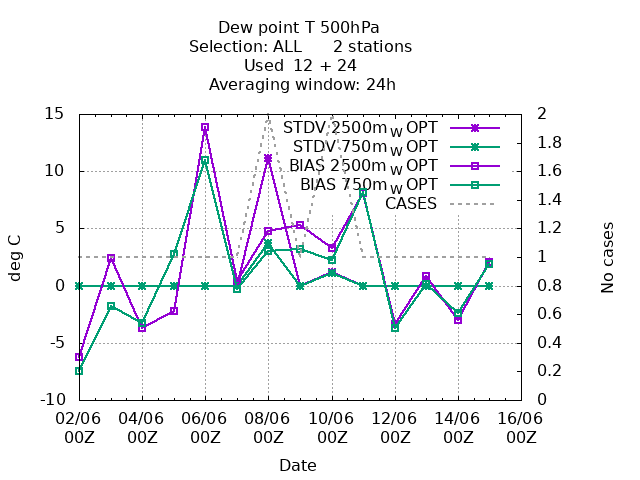 Dew point T 500hPa
Selection: ALL 2 stations
Used 12 + 24
Averaging window: 24h
STDV 2500m W OPT
STDV 750m W OPT
BIAS 2500m W OPT
BIAS 750m W OPT
CASES
15
10
5
0
-5
-10
2
1.8
1.6
1.4
1.2
1
0.8
0.6
0.4
0.2
0
deg C
No cases
02/06 04/06 06/06 08/06 10/06 12/06 14/06 16/06
00Z 00Z 00Z 00Z 00Z 00Z 00Z 00Z
Date